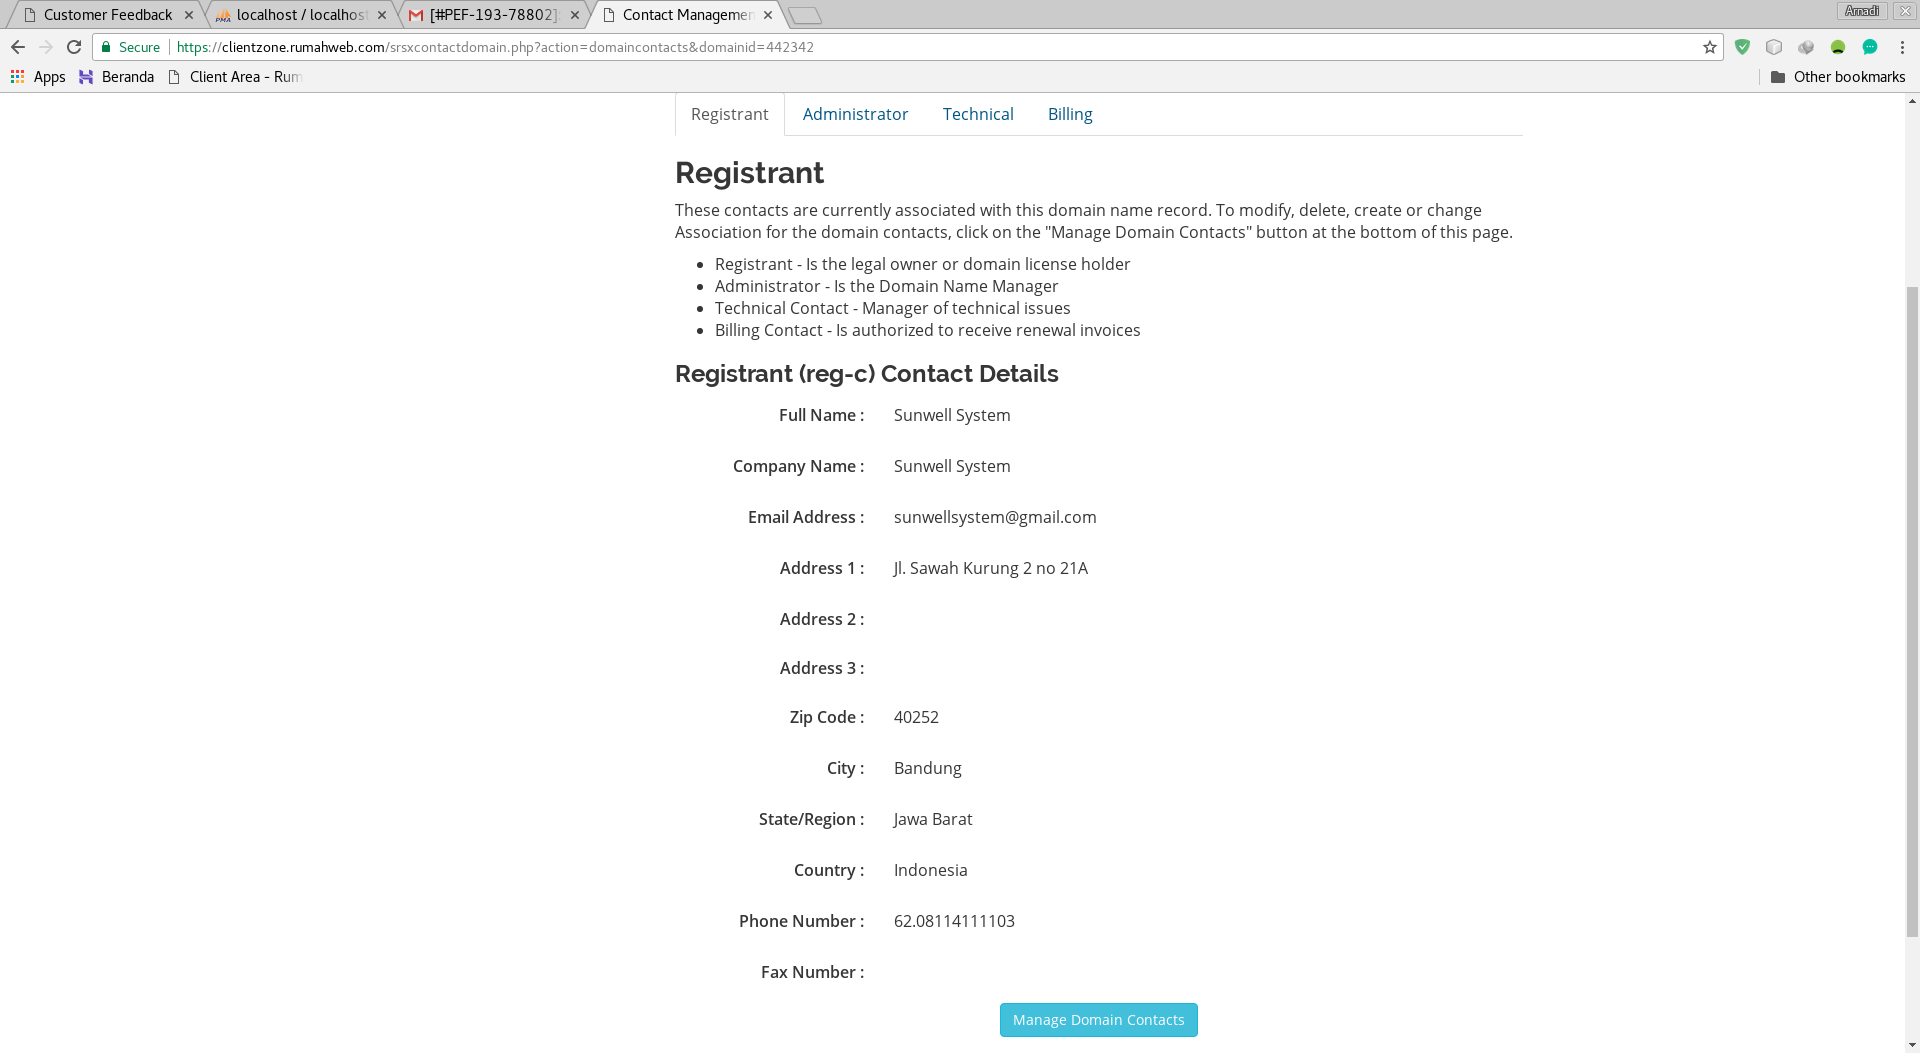 Customer Feedback
localhost / localhost
[#PEF-193-78802]:
Contact Management
Amadi
Secure
https://clientzone.rumahweb.com/srsxcontactdomain.php?action=domaincontacts&domainid=442342
Apps
Beranda
Client Area - Rum
Other bookmarks
Registrant Administrator Technical Billing
Registrant
These contacts are currently associated with this domain name record. To modify, delete, create or change
Association for the domain contacts, click on the "Manage Domain Contacts" button at the bottom of this page.
• Registrant - Is the legal owner or domain license holder
• Administrator - Is the Domain Name Manager
• Technical Contact - Manager of technical issues
• Billing Contact - Is authorized to receive renewal invoices
Registrant (reg-c) Contact Details
Full Name : Sunwell System
Company Name : Sunwell System
Email Address : sunwellsystem@gmail.com
Address 1 : Jl. Sawah Kurung 2 no 21A
Address 2 :
Address 3 :
Zip Code : 40252
City : Bandung
State/Region : Jawa Barat
Country : Indonesia
Phone Number : 62.08114111103
Fax Number :
Manage Domain Contacts